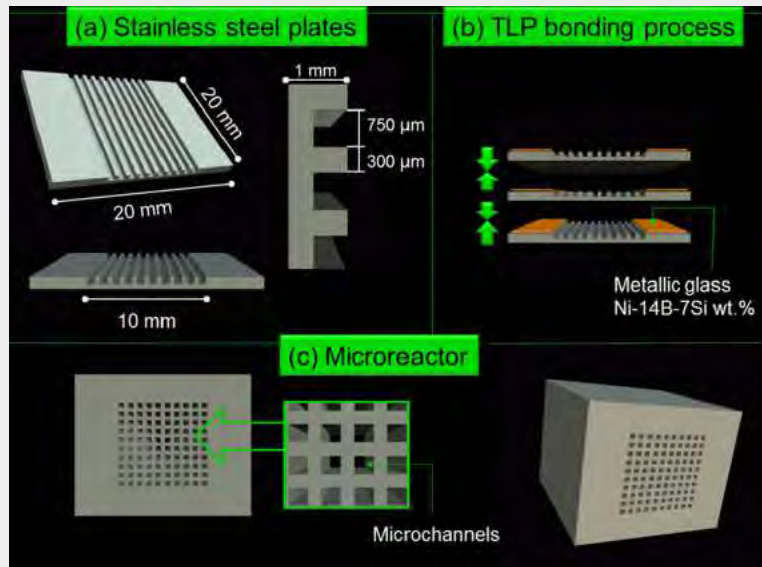 (a) Stainless steel plates
(b) TLP bonding process
1 mm
750 µm
300 µm
20 mm
20 mm
10 mm
Metallic glass
Ni-14B-7Si wt.%
(c) Microreactor
Microchannels